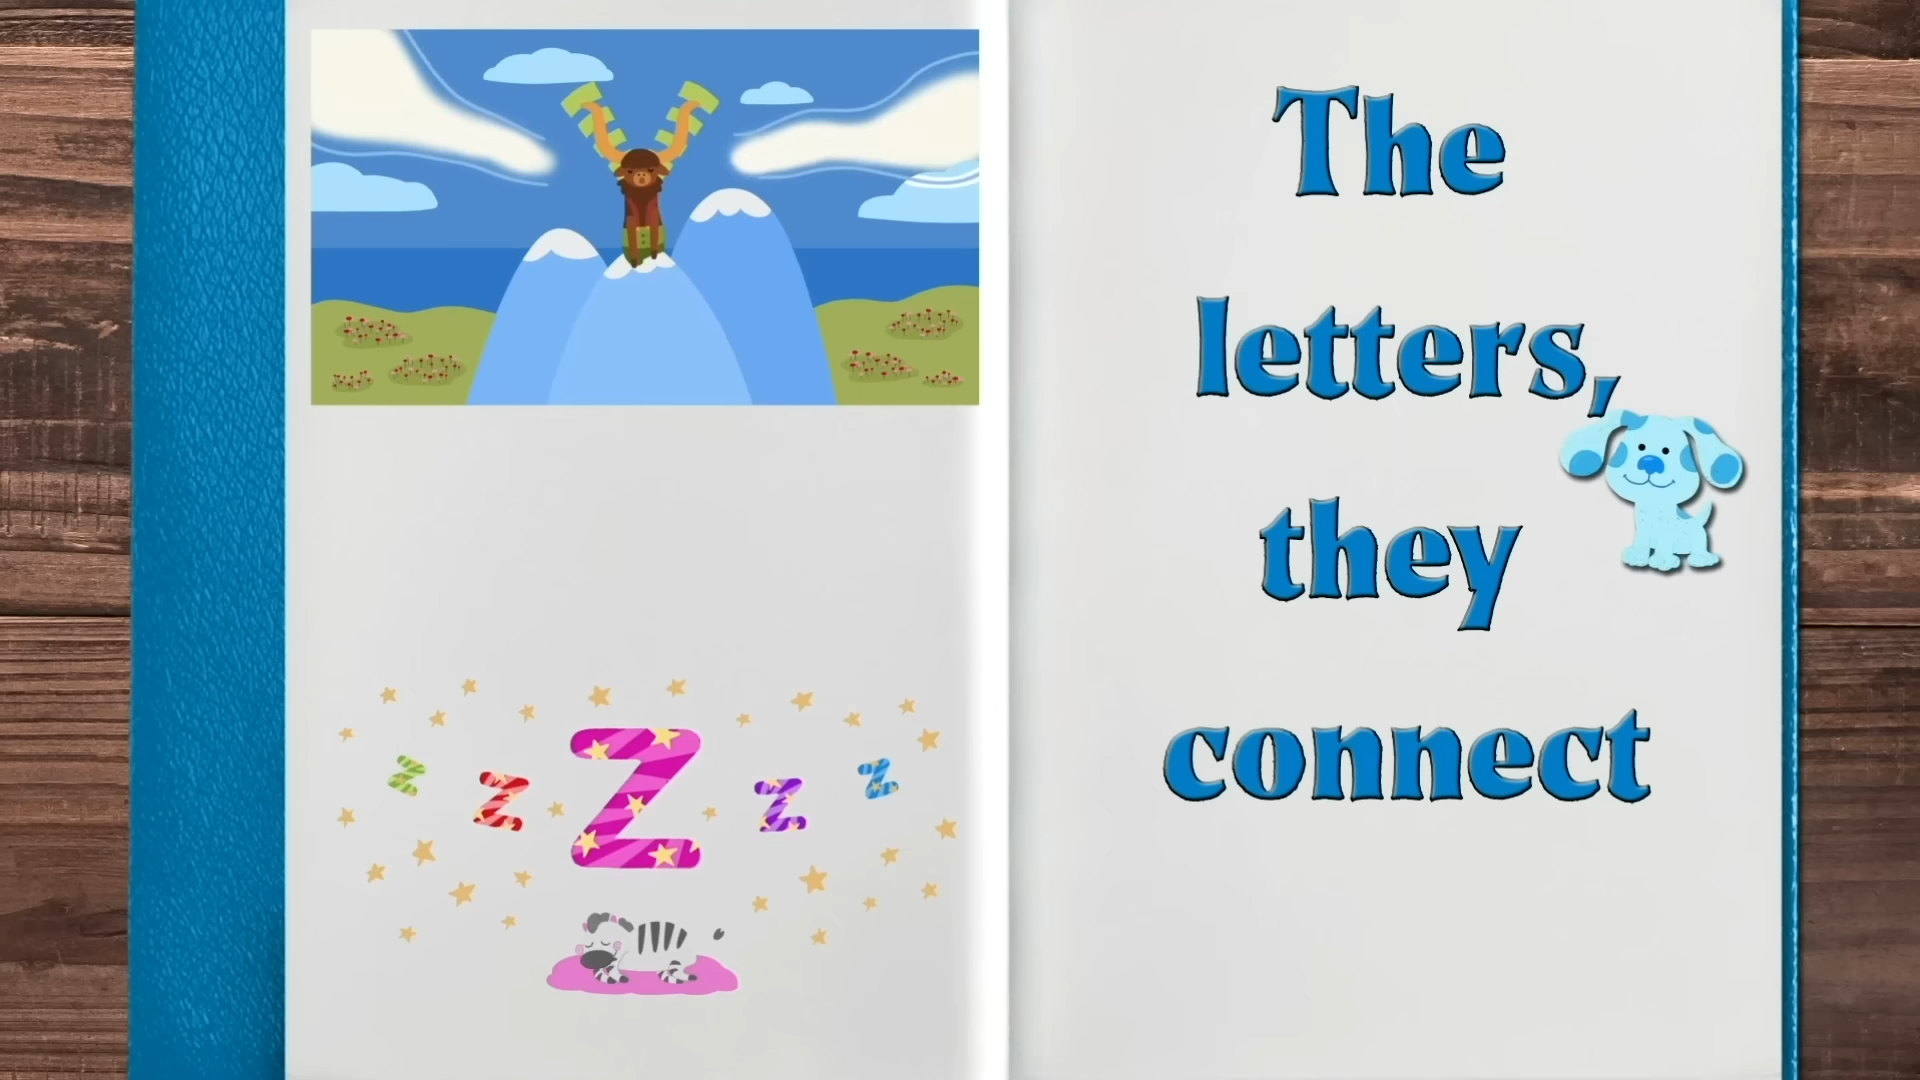 z z Z z z
The
letters,
they
connect